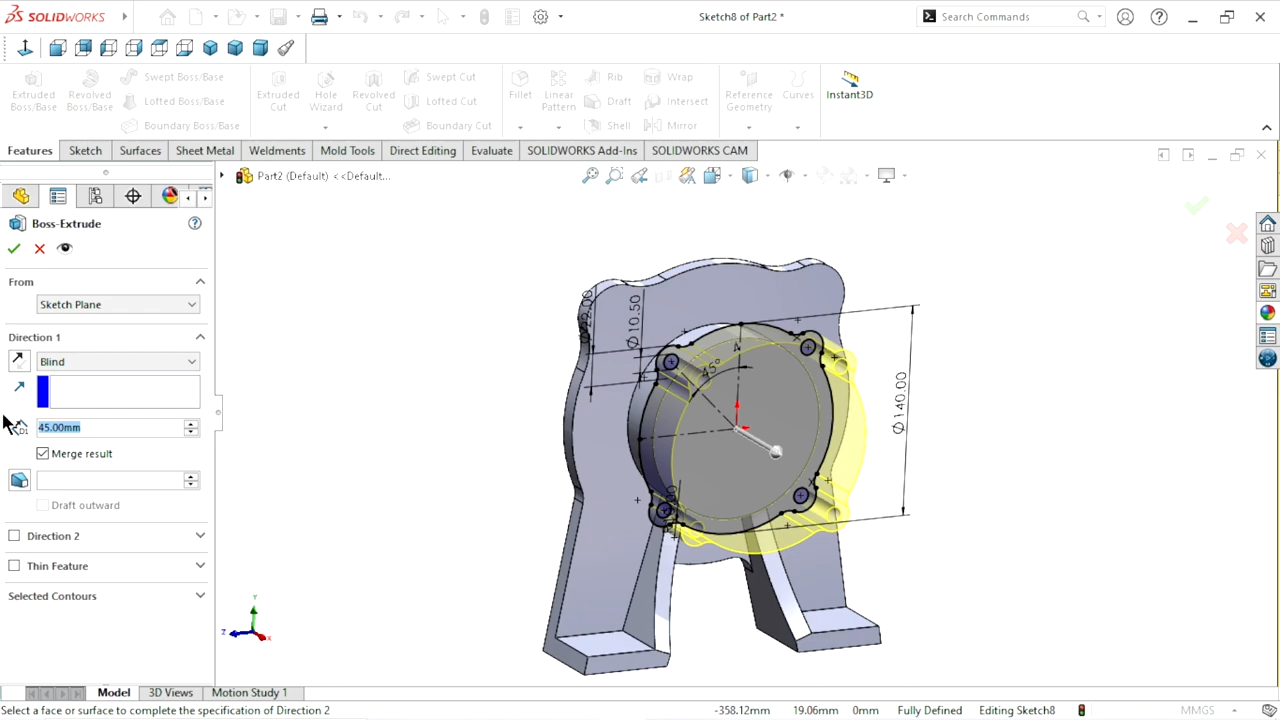 SOLIDWORKS
Sketch8 of Part2 *
Search Commands
Extruded Boss/Base
Revolved Boss/Base
Swept Boss/Base
Lofted Boss/Base
Boundary Boss/Base
Extruded Cut
Hole Wizard
Revolved Cut
Swept Cut
Lofted Cut
Boundary Cut
Fillet
Linear Pattern
Rib
Draft
Shell
Wrap
Intersect
Mirror
Reference Geometry
Curves
Instant3D
Features
Sketch
Surfaces
Sheet Metal
Weldments
Mold Tools
Direct Editing
Evaluate
SOLIDWORKS Add-Ins
SOLIDWORKS CAM
Part2 (Default) <<Default...
Boss-Extrude
From
Sketch Plane
Direction 1
Blind
D1
45.00mm
Merge result
Draft outward
Direction 2
Thin Feature
Selected Contours
Ø 10.50
45°
Ø 140.00
Y
Z
X
Model
3D Views
Motion Study 1
Select a face or surface to complete the specification of Direction 2
-358.12mm
19.06mm
0mm
Fully Defined
Editing Sketch8
MMGS